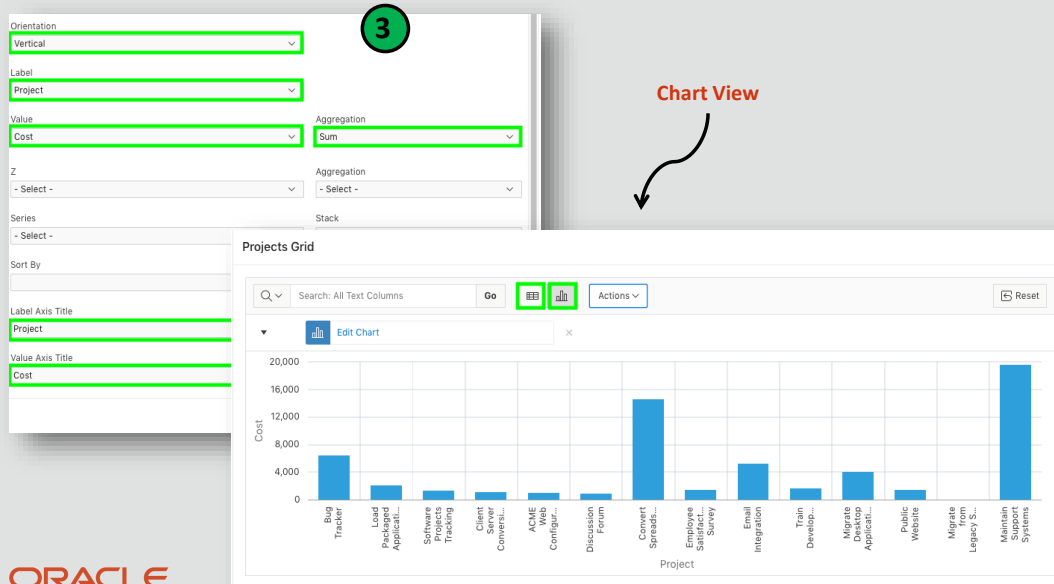 3
Orientation
Vertical
Label
Project
Value
Aggregation
Cost
Sum
Z
Aggregation
- Select -
- Select -
Series
Stack
- Select -
Sort By
Label Axis Title
Project
Value Axis Title
Cost
Chart View
Projects Grid
Search: All Text Columns
Go
Actions
Reset
Edit Chart
20,000
16,000
12,000
8,000
4,000
0
Cost
Bug
Tracker
Load
Packaged
Applicati...
Software
Projects
Tracking
Client
Server
Conversi...
ACME
Web
Configur...
Discussion
Forum
Convert
Spreads...
Employee
Satisfact...
Survey
Email
Integration
Train
Develop...
Migrate
Desktop
Applicati...
Public
Website
Migrate
from
Legacy S...
Maintain
Support
Systems
Project
ORACLE